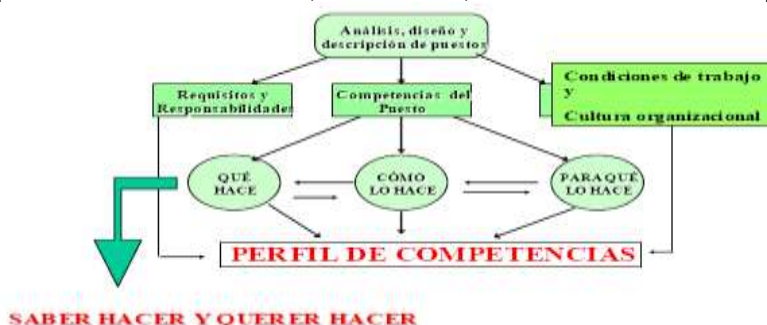 Análisis, diseño y
descripción de puestos
Requisitos y
Responsabilidades
Competencias del
Puesto
Condiciones de trabajo
y
Cultura organizacional
QUÉ
HACE
CÓMO
LO HACE
PARA QUÉ
LO HACE
PERFIL DE COMPETENCIAS
SABER HACER Y QUERER HACER